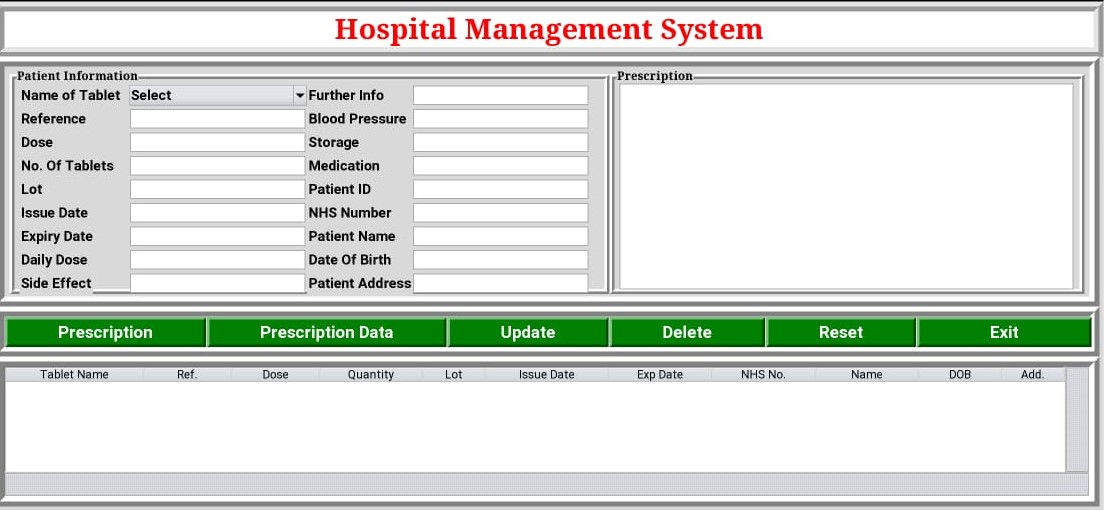 Hospital Management System
Patient Information
Name of Tablet Select Further Info
Reference Blood Pressure
Dose Storage
No. Of Tablets Medication
Lot Patient ID
Issue Date NHS Number
Expiry Date Patient Name
Daily Dose Date Of Birth
Side Effect Patient Address
Prescription
Prescription Prescription Data Update Delete Reset Exit
Tablet Name Ref. Dose Quantity Lot Issue Date Exp Date NHS No. Name DOB Add.